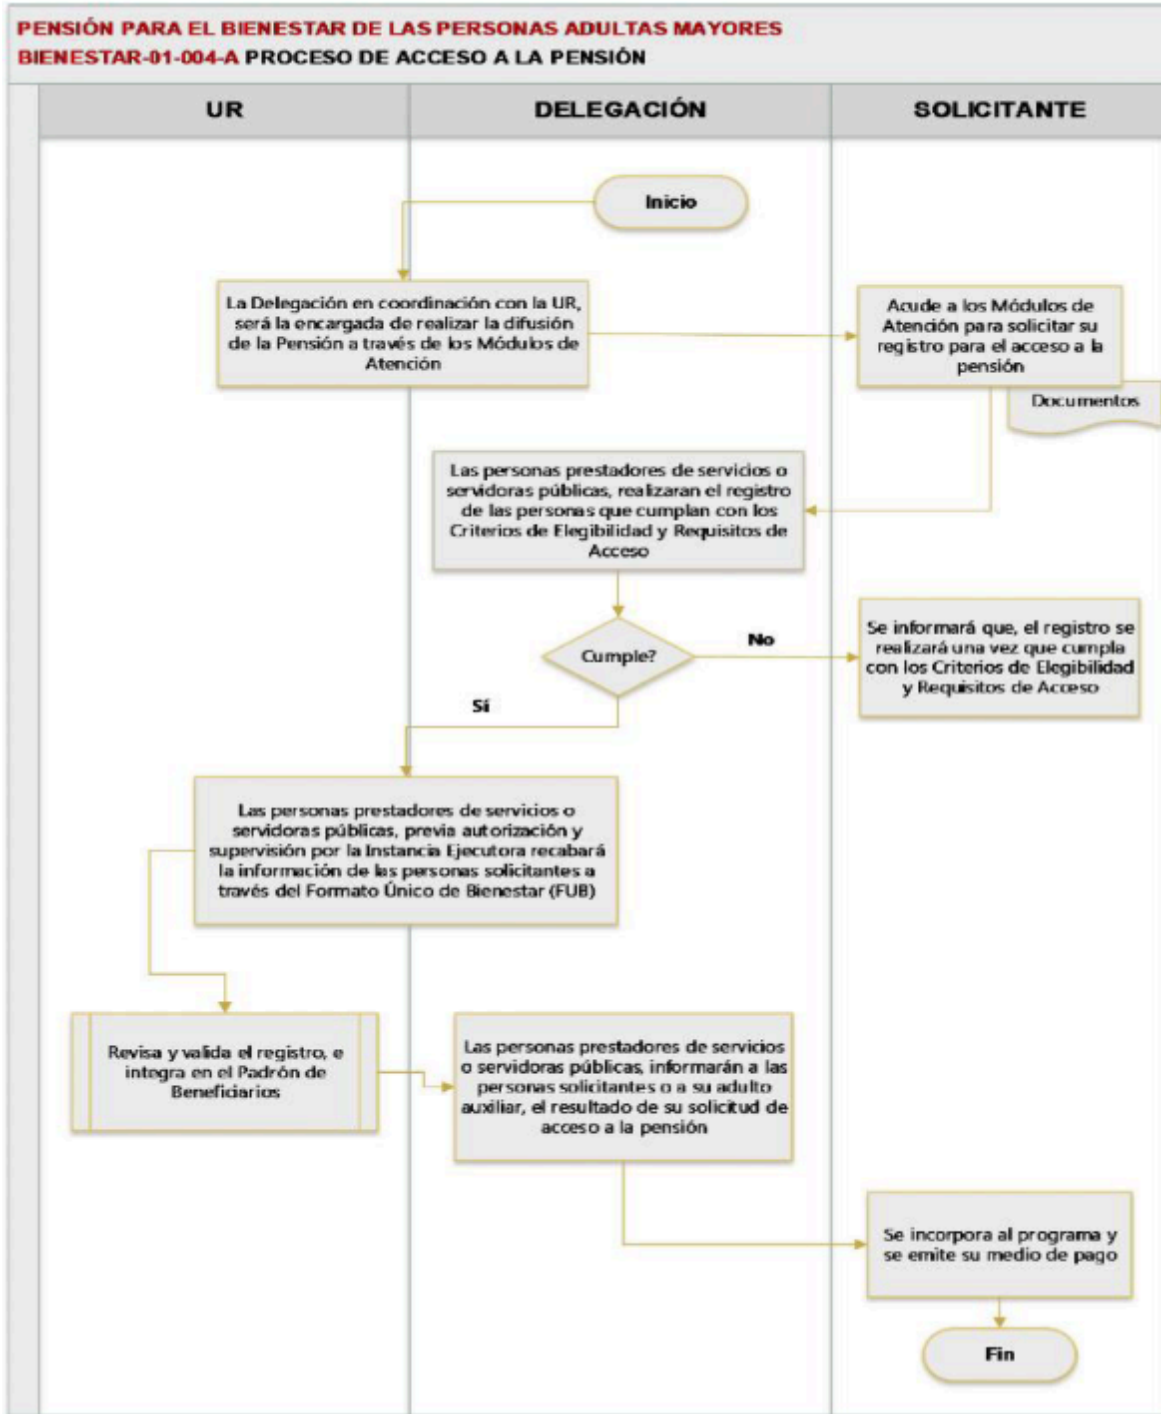 PENSIÓN PARA EL BIENESTAR DE LAS PERSONAS ADULTAS MAYORES
BIENESTAR-01-004-A PROCESO DE ACCESO A LA PENSIÓN
UR
DELEGACIÓN
SOLICITANTE
Inicio
La Delegación en coordinación con la UR,
será la encargada de realizar la difusión
de la Pensión a través de los Módulos de
Atención
Acude a los Módulos de
Atención para solicitar su
registro para el acceso a la
pensión
Documentos
Las personas prestadores de servicios o
servidoras públicas, realizaran el registro
de las personas que cumplan con los
Criterios de Elegibilidad y Requisitos de
Acceso
Cumple?
No
Se informará que, el registro se
realizará una vez que cumpla
con los Criterios de Elegibilidad
y Requisitos de Acceso
Sí
Las personas prestadores de servicios o
servidoras públicas, previa autorización y
supervisión por la Instancia Ejecutora recabará
la información de las personas solicitantes a
través del Formato Único de Bienestar (FUB)
Revisa y valida el registro, e
integra en el Padrón de
Beneficiarios
Las personas prestadores de servicios
o servidoras públicas, informarán a las
personas solicitantes o a su adulto
auxiliar, el resultado de su solicitud de
acceso a la pensión
Se incorpora al programa y
se emite su medio de pago
Fin